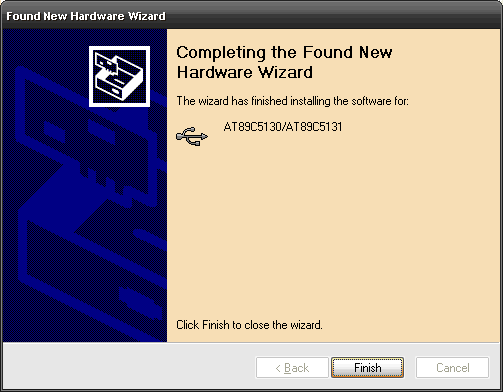 Found New Hardware Wizard
Completing the Found New
Hardware Wizard
The wizard has finished installing the software for:
AT89C5130/AT89C5131
Click Finish to close the wizard.
< Back
Finish
Cancel